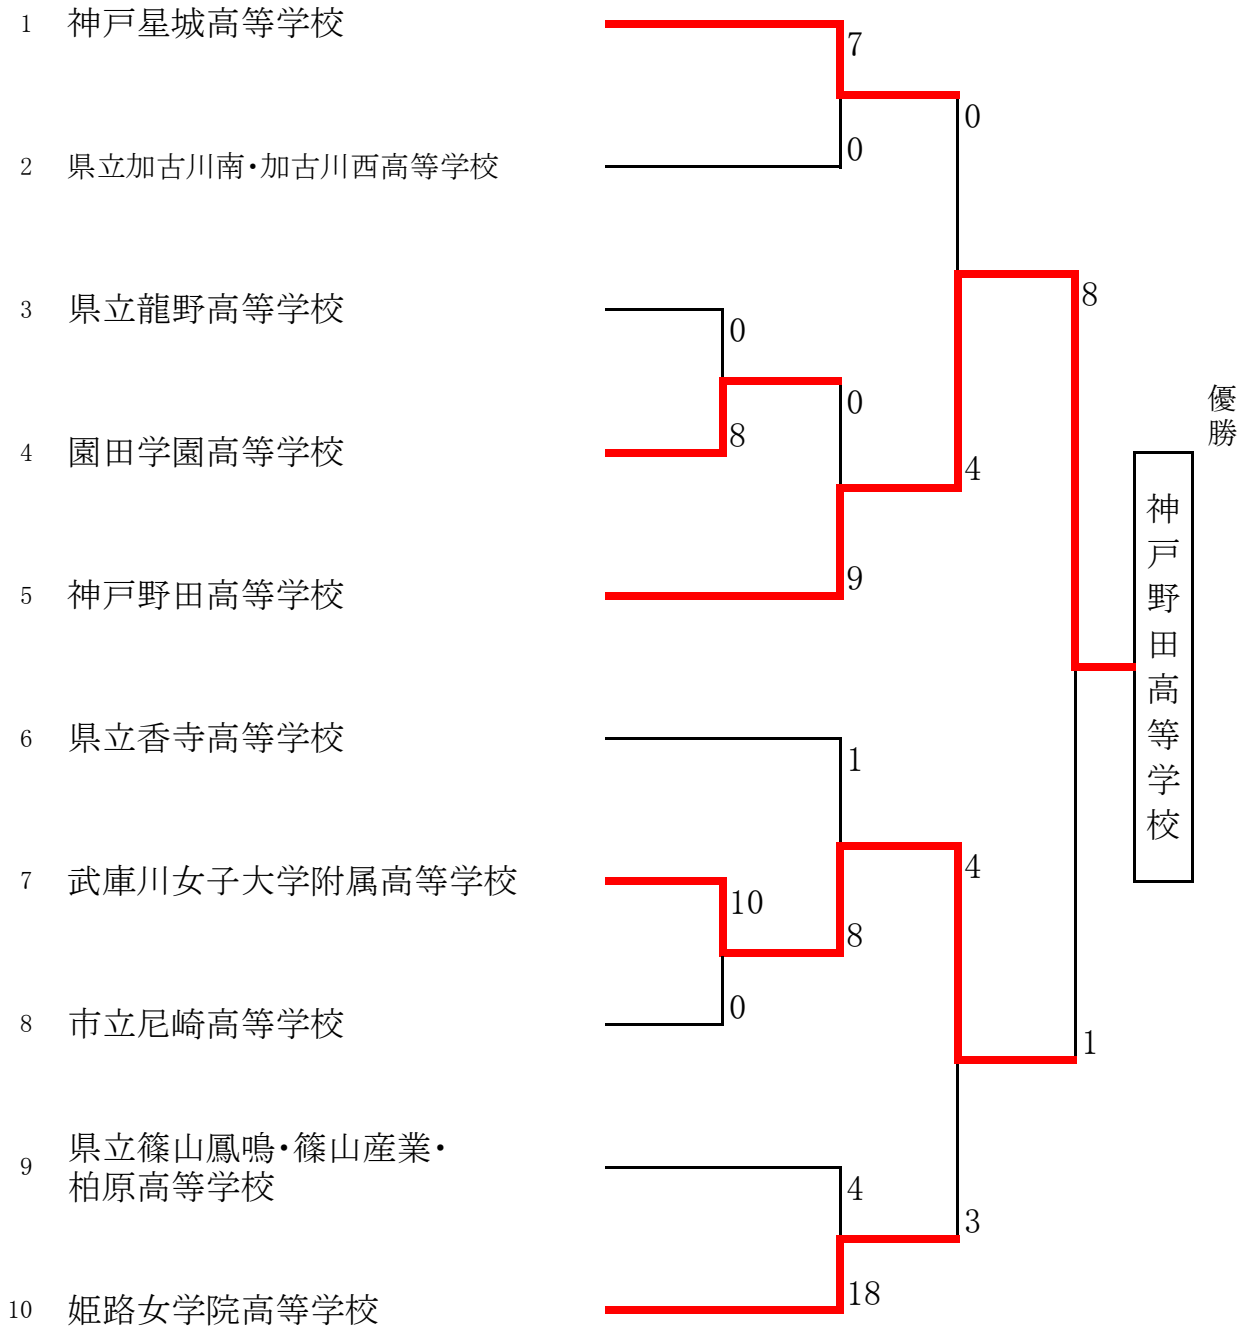 1 神戸星城高等学校
7
0
0
2 県立加古川南・加古川西高等学校
3 県立龍野高等学校
0
8
0
4 園田学園高等学校
8
4
5 神戸野田高等学校
9
優勝
神戸野田高等学校
6 県立香寺高等学校
1
7 武庫川女子大学附属高等学校
10
4
8
8 市立尼崎高等学校
0
1
9 県立篠山鳳鳴・篠山産業・
柏原高等学校
4
3
10 姫路女学院高等学校
18